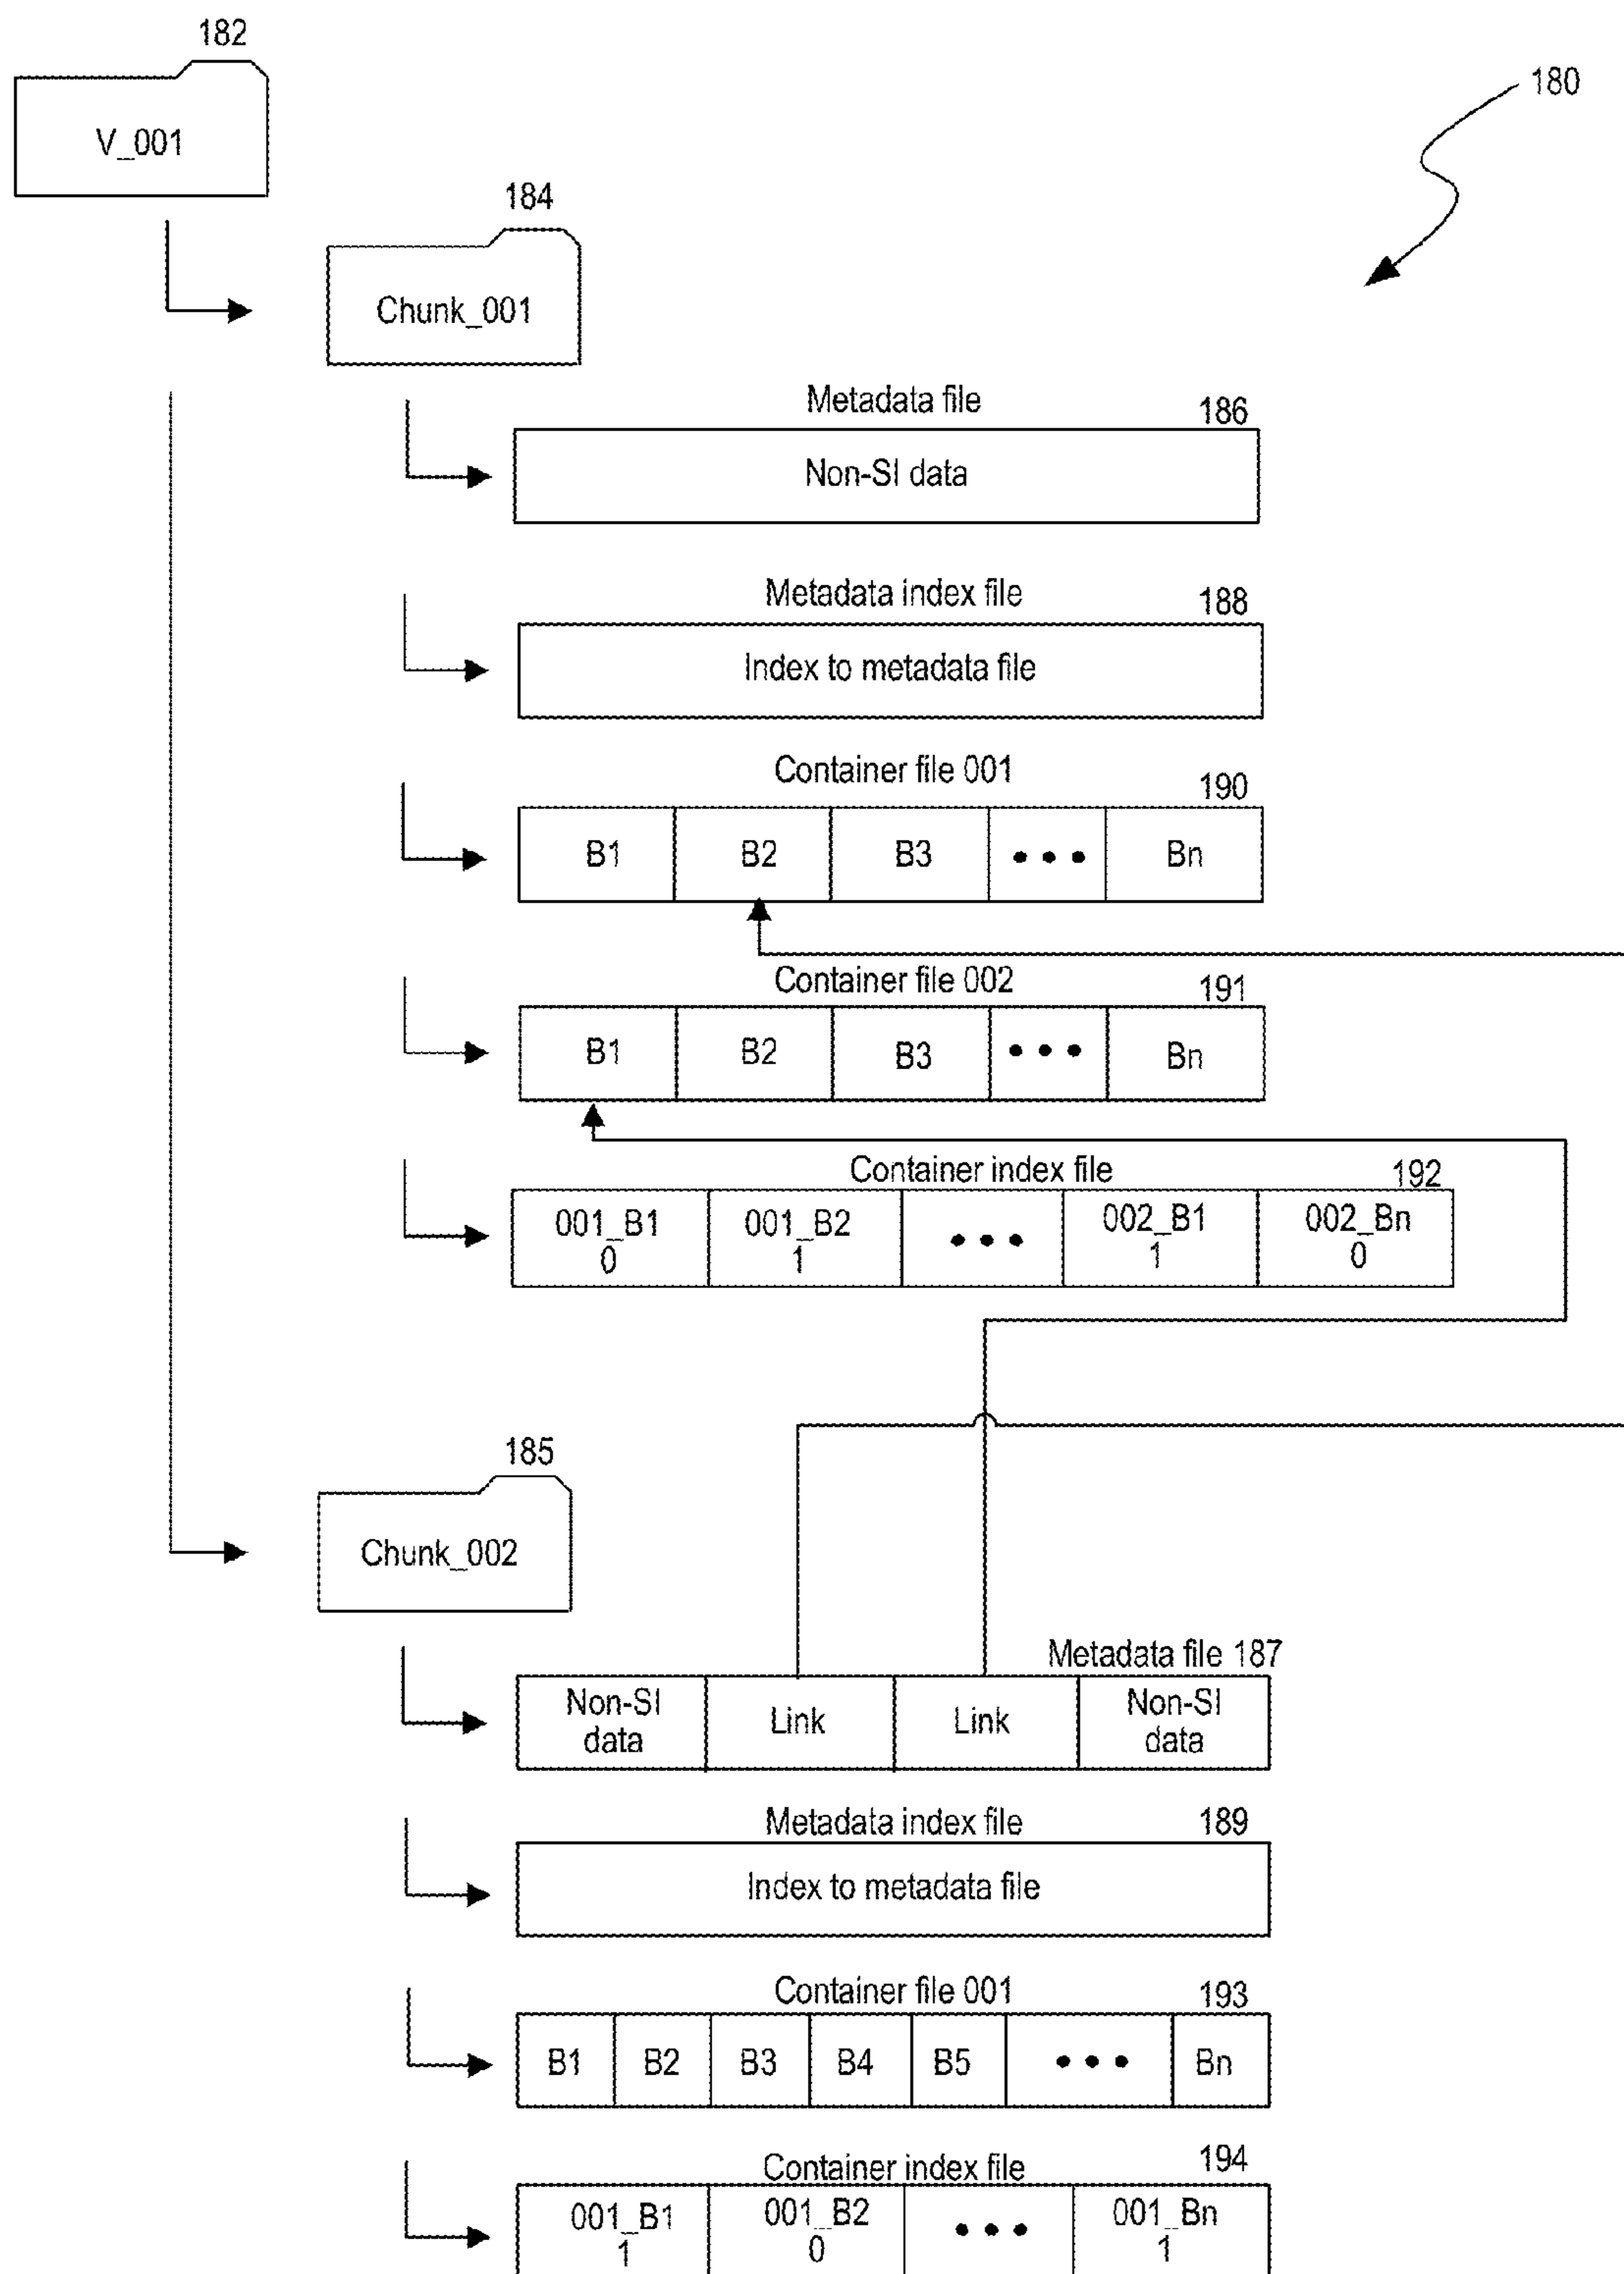 182
V_001
180
184
Chunk_001
Metadata file
186
Non-SI data
Metadata index file
188
Index to metadata file
Container file 001
190
B1 B2 B3 ••• Bn
Container file 002
191
B1 B2 B3 ••• Bn
Container index file
192
001_B1 001_B2 ••• 002_B1 002_Bn
0 1 1 0
185
Chunk_002
Metadata file 187
Non-SI Link Link Non-SI
data data
Metadata index file
189
Index to metadata file
Container file 001
193
B1 B2 B3 B4 B5 ••• Bn
Container index file
194
001_B1 001_B2 ••• 001_Bn
1 0 1